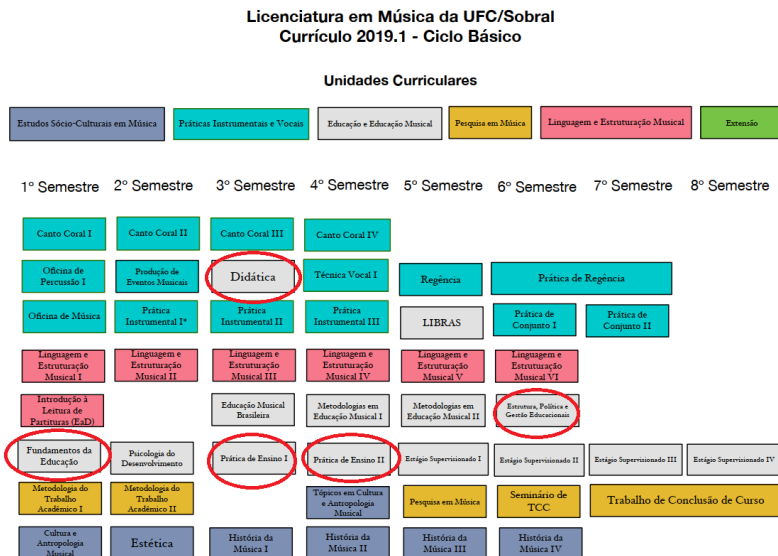 Licenciatura em Música da UFC/Sobral
Currículo 2019.1 - Ciclo Básico
Unidades Curriculares
Estudos Sócio-Culturais em Música
Práticas Instrumentais e Vocais
Educação e Educação Musical
Pesquisa em Música
Linguagem e Estruturação Musical
Extensão
1º Semestre
2º Semestre
3º Semestre
4º Semestre
5º Semestre
6º Semestre
7º Semestre
8º Semestre
Canto Coral I
Canto Coral II
Canto Coral III
Canto Coral IV
Oficina de
Percussão I
Produção de
Eventos Musicais
Didática
Técnica Vocal I
Regência
Prática de Regência
Oficina de Música
Prática
Instrumental I*
Prática
Instrumental II
Prática
Instrumental III
LIBRAS
Prática de
Conjunto I
Prática de
Conjunto II
Linguagem e
Estruturação
Musical I
Linguagem e
Estruturação
Musical II
Linguagem e
Estruturação
Musical III
Linguagem e
Estruturação
Musical IV
Linguagem e
Estruturação
Musical V
Linguagem e
Estruturação
Musical VI
Introdução à
Leitura de
Partituras (EaD)
Educação Musical
Brasileira
Metodologias em
Educação Musical I
Metodologias em
Educação Musical II
Estrutura, Política e
Gestão Educacionais
Fundamentos da
Educação
Psicologia do
Desenvolvimento
Prática de Ensino I
Prática de Ensino II
Estágio Supervisionado I
Estágio Supervisionado II
Estágio Supervisionado III
Estágio Supervisionado IV
Metodologia do
Trabalho
Acadêmico I
Metodologia do
Trabalho
Acadêmico II
Tópicos em Cultura
e Antropologia
Musical
Pesquisa em Música
Seminário de
TCC
Trabalho de Conclusão de Curso
Cultura e
Antropologia
Musical
Estética
História da
Música I
História da
Música II
História da
Música III
História da
Música IV